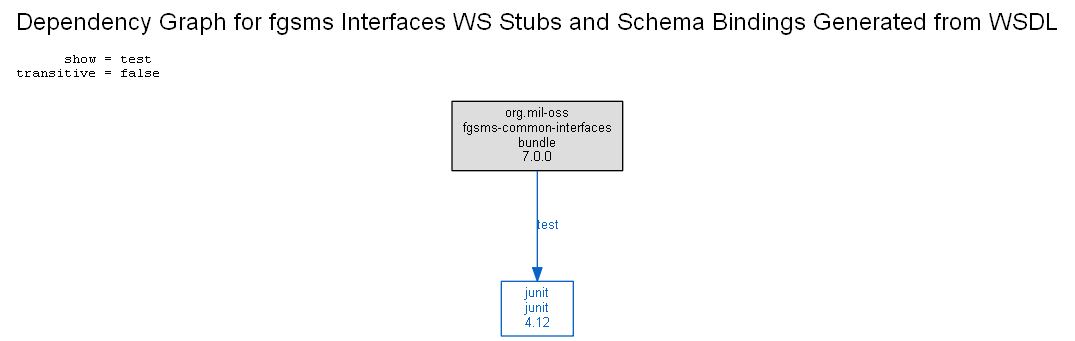 Dependency Graph for fgsms Interfaces WS Stubs and Schema Bindings Generated from WSDL
show = test
transitive = false
org.mil-oss
fgsms-common-interfaces
bundle
7.0.0
test
junit
junit
4.12